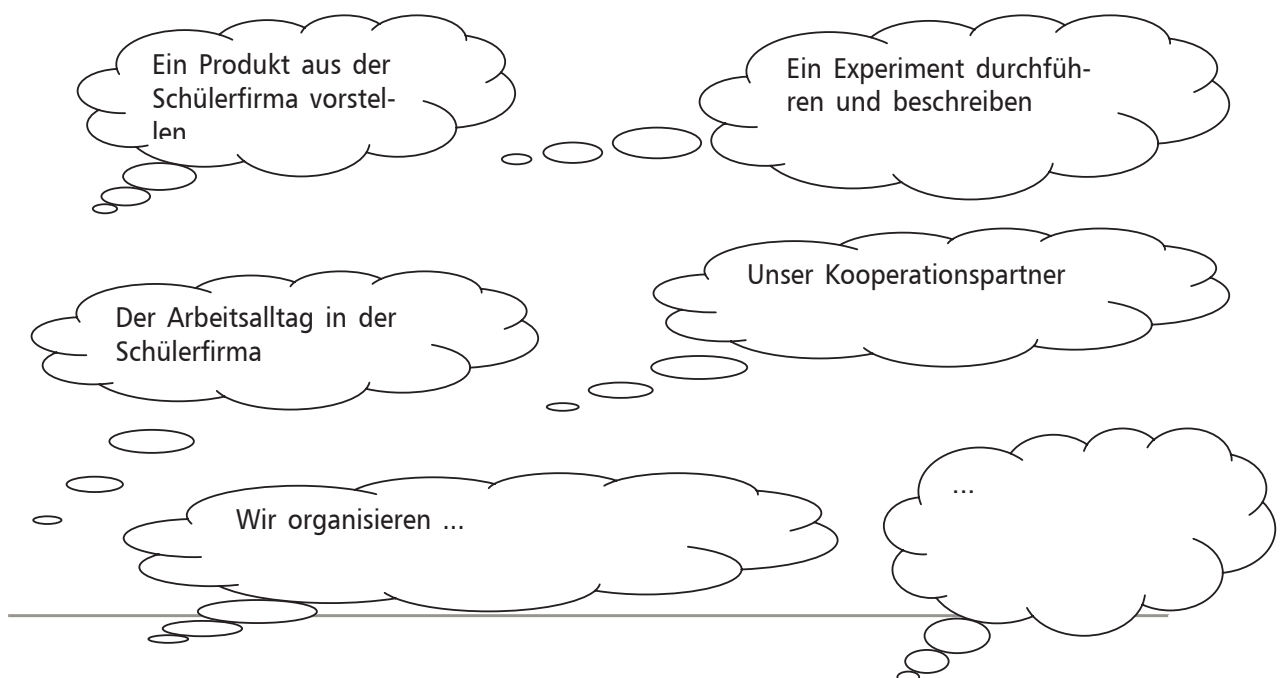 Ein Produkt aus der
Schülerfirma vorstel-
len
Ein Experiment durchfüh-
ren und beschreiben
Unser Kooperationspartner
Der Arbeitsalltag in der
Schülerfirma
Wir organisieren ...
...